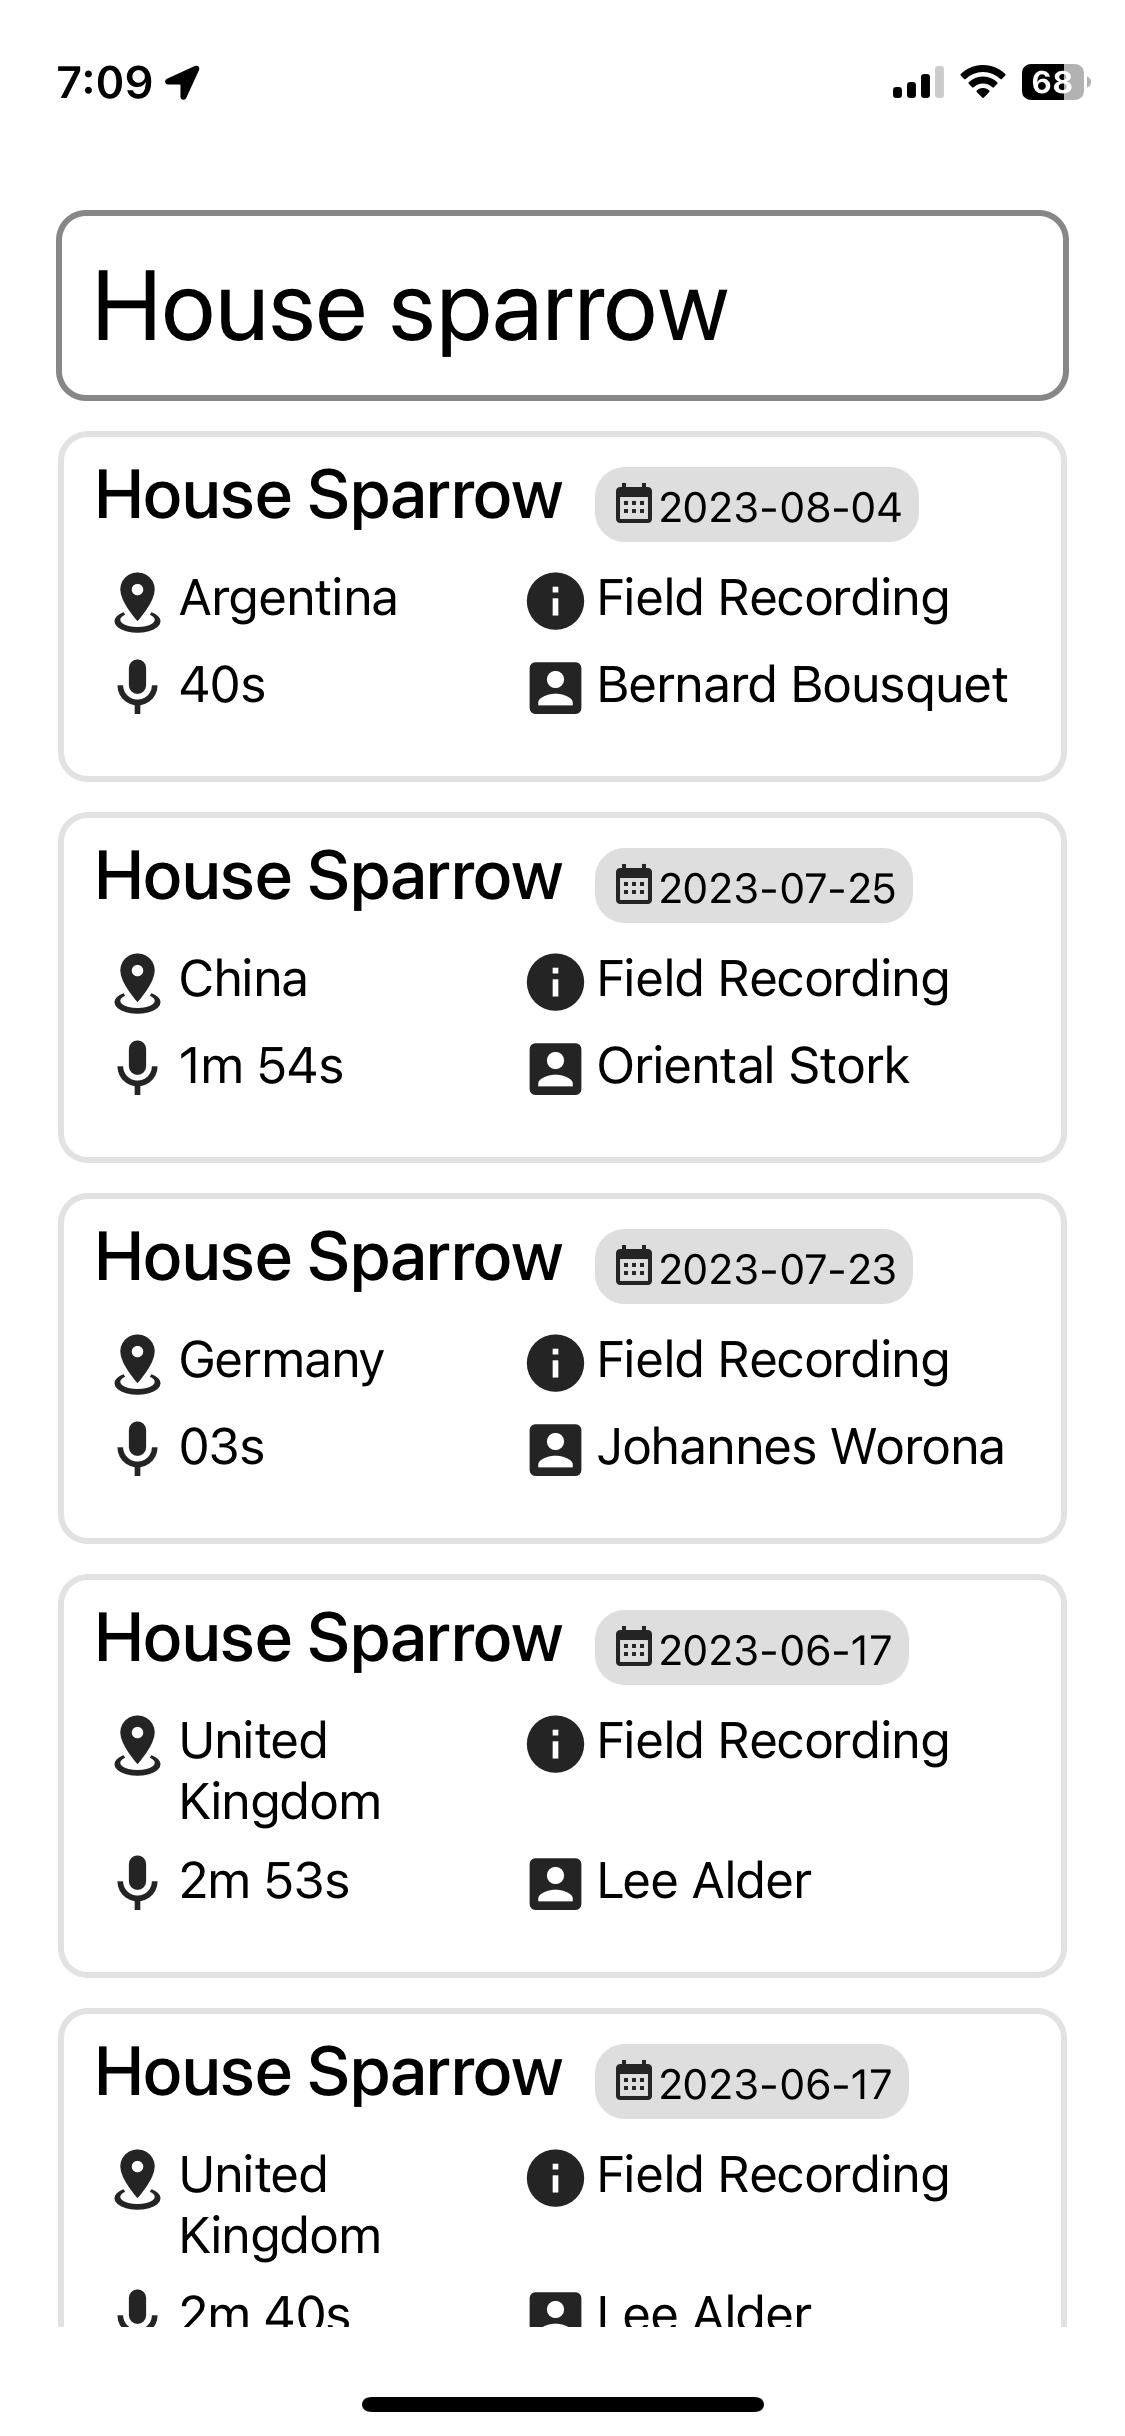 7:09
68
House sparrow
House Sparrow 2023-08-04
Argentina Field Recording
40s Bernard Bousquet
House Sparrow 2023-07-25
China Field Recording
1m 54s Oriental Stork
House Sparrow 2023-07-23
Germany Field Recording
03s Johannes Worona
House Sparrow 2023-06-17
United Field Recording
Kingdom
2m 53s Lee Alder
House Sparrow 2023-06-17
United Field Recording
Kingdom
2m 40s Lee Alder